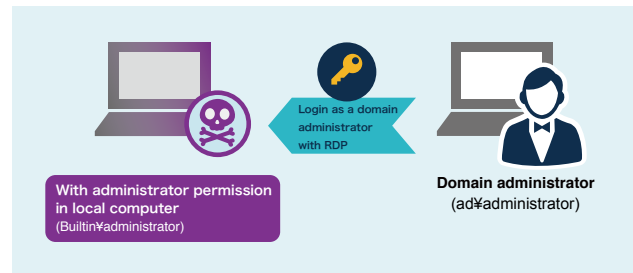 Login as a domain
administrator
with RDP
With administrator permission
in local computer
(Builtin¥administrator)
Domain administrator
(ad¥administrator)